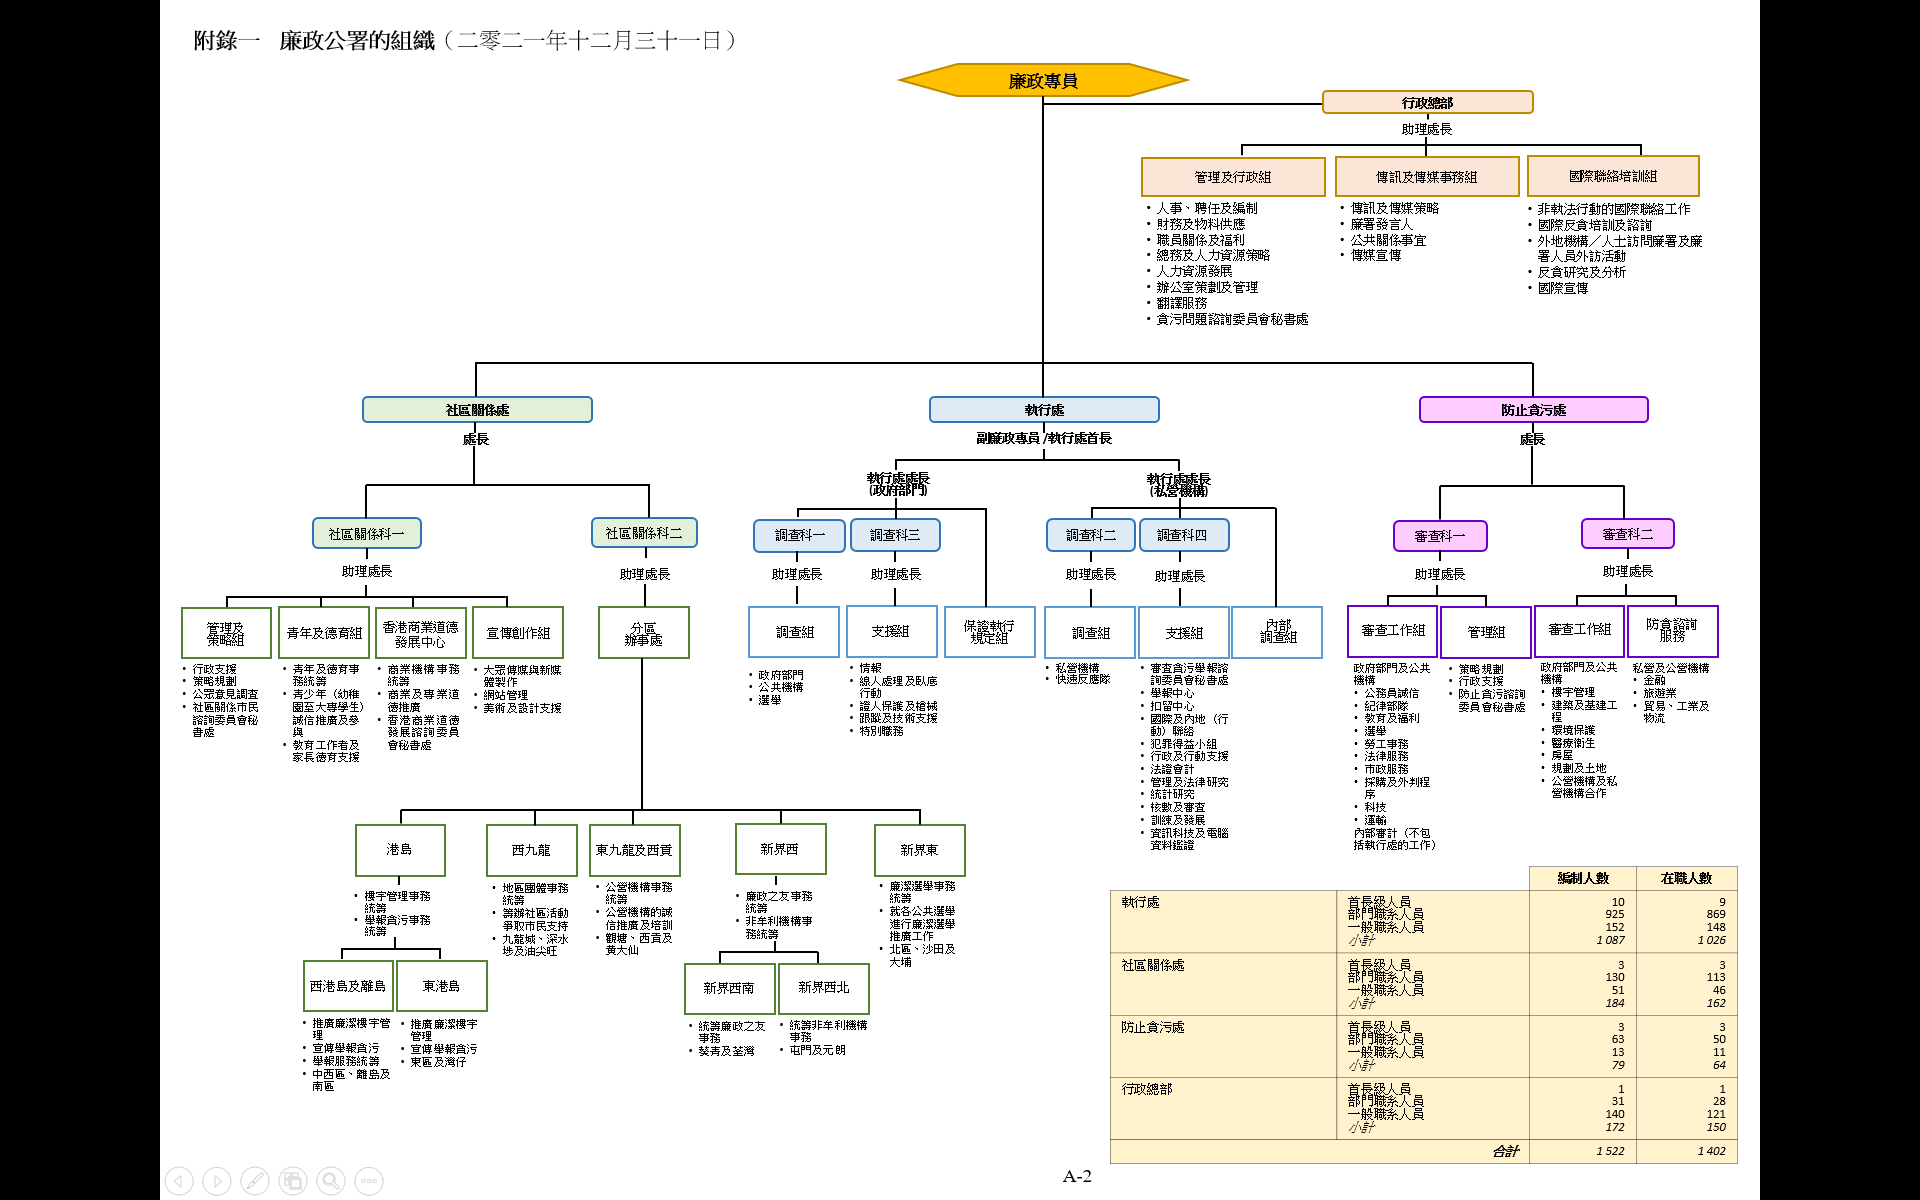 附錄一　廉政公署的組織（二零二一年十二月三十一日）
廉政專員
行政總部
助理處長
管理及行政組
• 人事、聘任及編制
• 財務及物料供應
• 職員關係及福利
• 總務及人力資源策略
• 人力資源發展
• 辦公室策劃及管理
• 翻譯服務
• 貪污問題諮詢委員會秘書處
傳訊及傳媒事務組
• 傳訊及傳媒策略
• 廉署發言人
• 公共關係事宜
• 傳媒宣傳
國際聯絡培訓組
• 非執法行動的國際聯絡工作
• 國際反貪培訓及諮詢
• 外地機構／人士訪問廉署及廉
署人員外訪活動
• 反貪研究及分析
• 國際宣傳
社區關係處
處長
社區關係科一
助理處長
管理及
策略組
• 行政支援
• 策略規劃
• 公眾意見調查
• 社區關係市民
諮詢委員會秘
書處
青年及德育組
• 青年及德育事
務統籌
• 青少年（幼稚
園至大專學生）
誠信推廣及參
與
• 教育工作者及
家長德育支援
香港商業道德
發展中心
• 商業機構事務
統籌
• 商業及專業道
德推廣
• 香港商業道德
發展諮詢委員
會秘書處
宣傳創作組
• 大眾傳媒與新媒
體製作
• 網站管理
• 美術及設計支援
社區關係科二
助理處長
分區
辦事處
港島
• 樓宇管理事務
統籌
• 舉報貪污事務
統籌
西港島及離島
• 推廣廉潔樓宇管
理
• 宣傳舉報貪污
• 舉報服務統籌
• 中西區、離島及
南區
東港島
• 推廣廉潔樓宇
管理
• 宣傳舉報貪污
• 東區及灣仔
西九龍
• 地區團體事務
統籌
• 籌辦社區活動
爭取市民支持
• 九龍城、深水
埗及油尖旺
東九龍及西貢
• 公營機構事務
統籌
• 公營機構的誠
信推廣及培訓
• 觀塘、西貢及
黃大仙
新界西
• 廉政之友事務
統籌
• 非牟利機構事
務統籌
新界西南
• 統籌廉政之友
事務
• 葵青及荃灣
新界西北
• 統籌非牟利機構
事務
• 屯門及元朗
新界東
• 廉潔選舉事務
統籌
• 就各公共選舉
進行廉潔選舉
推廣工作
• 北區、沙田及
大埔
執行處
副廉政專員 /執行處首長
執行處處長
(政府部門)
調查科一
助理處長
調查組
• 政府部門
• 公共機構
• 選舉
調查科三
助理處長
支援組
• 情報
• 線人處理及臥底
行動
• 證人保護及槍械
• 跟蹤及技術支援
• 特別職務
保證執行
規定組
執行處處長
(私營機構)
調查科二
助理處長
調查組
• 私營機構
• 快速反應隊
調查科四
助理處長
支援組
• 審查貪污舉報諮
詢委員會秘書處
• 舉報中心
• 扣留中心
• 國際及內地（行
動）聯絡
• 犯罪得益小組
• 行政及行動支援
• 法證會計
• 管理及法律研究
• 統計研究
• 核數及審查
• 訓練及發展
• 資訊科技及電腦
資料鑑證
內部
調查組
防止貪污處
處長
審查科一
助理處長
審查工作組
政府部門及公共
機構
• 公務員誠信
• 紀律部隊
• 教育及福利
• 選舉
• 勞工事務
• 法律服務
• 市政服務
• 採購及外判程
序
• 科技
• 運輸
內部審計（不包
括執行處的工作）
管理組
• 策略規劃
• 行政支援
• 防止貪污諮詢
委員會秘書處
審查科二
助理處長
審查工作組
政府部門及公共
機構
• 樓宇管理
• 建築及基建工
程
• 環境保護
• 醫療衛生
• 房屋
• 規劃及土地
• 公營機構及私
營機構合作
防貪諮詢
服務
私營及公營機構
• 金融
• 旅遊業
• 貿易、工業及
物流
編制人數 在職人數
執行處 首長級人員 10 9
部門職系人員 925 869
一般職系人員 152 148
小計 1 087 1 026
社區關係處 首長級人員 3 3
部門職系人員 130 113
一般職系人員 51 46
小計 184 162
防止貪污處 首長級人員 3 3
部門職系人員 63 50
一般職系人員 13 11
小計 79 64
行政總部 首長級人員 1 1
部門職系人員 31 28
一般職系人員 140 121
小計 172 150
合計 1 522 1 402
A-2